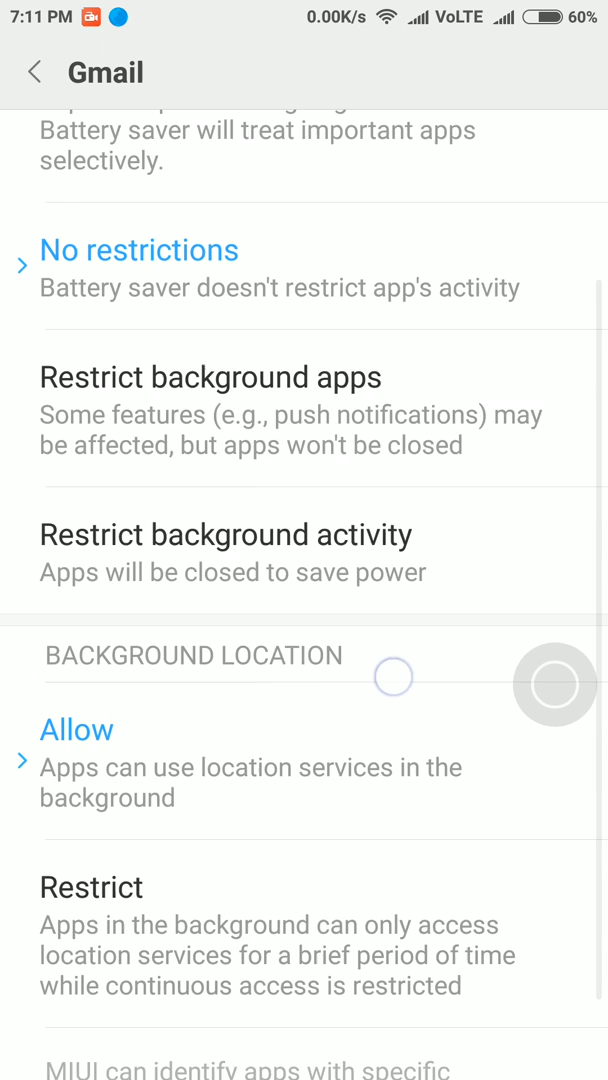 7:11 PM 0.00K/s VoLTE 60%
Gmail
Battery saver will treat important apps
selectively.
No restrictions
Battery saver doesn't restrict app's activity
Restrict background apps
Some features (e.g., push notifications) may
be affected, but apps won't be closed
Restrict background activity
Apps will be closed to save power
BACKGROUND LOCATION
Allow
Apps can use location services in the
background
Restrict
Apps in the background can only access
location services for a brief period of time
while continuous access is restricted
MIUI can identify apps with specific